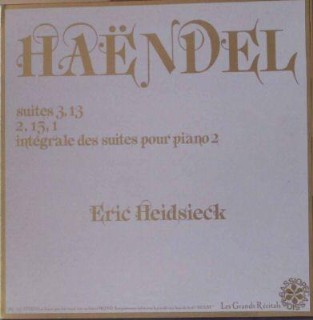 HAËNDEL
suites 3, 13
2, 15, 1
intégrale des suites pour piano 2
Eric Heidsieck
Les Grands Récitals